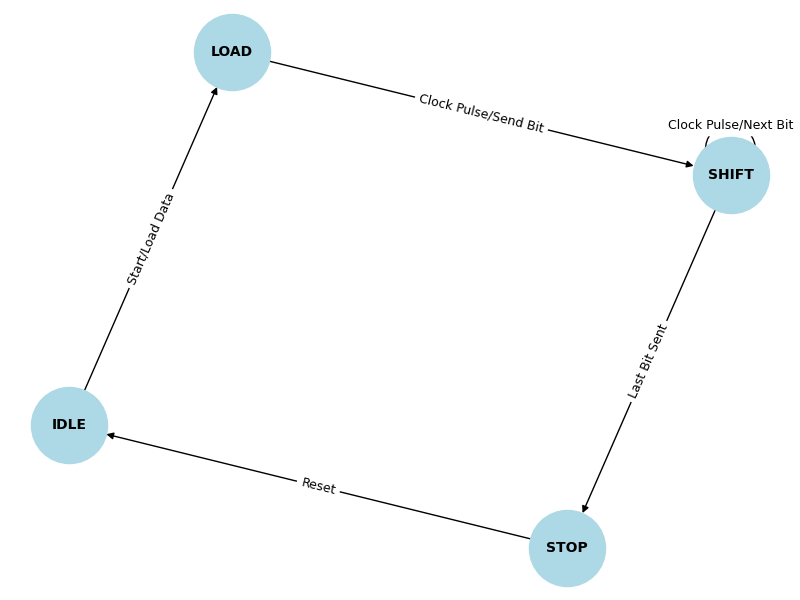 LOAD
Clock Pulse/Send Bit
Clock Pulse/Next Bit
SHIFT
Start/Load Data
Last Bit Sent
IDLE
Reset
STOP